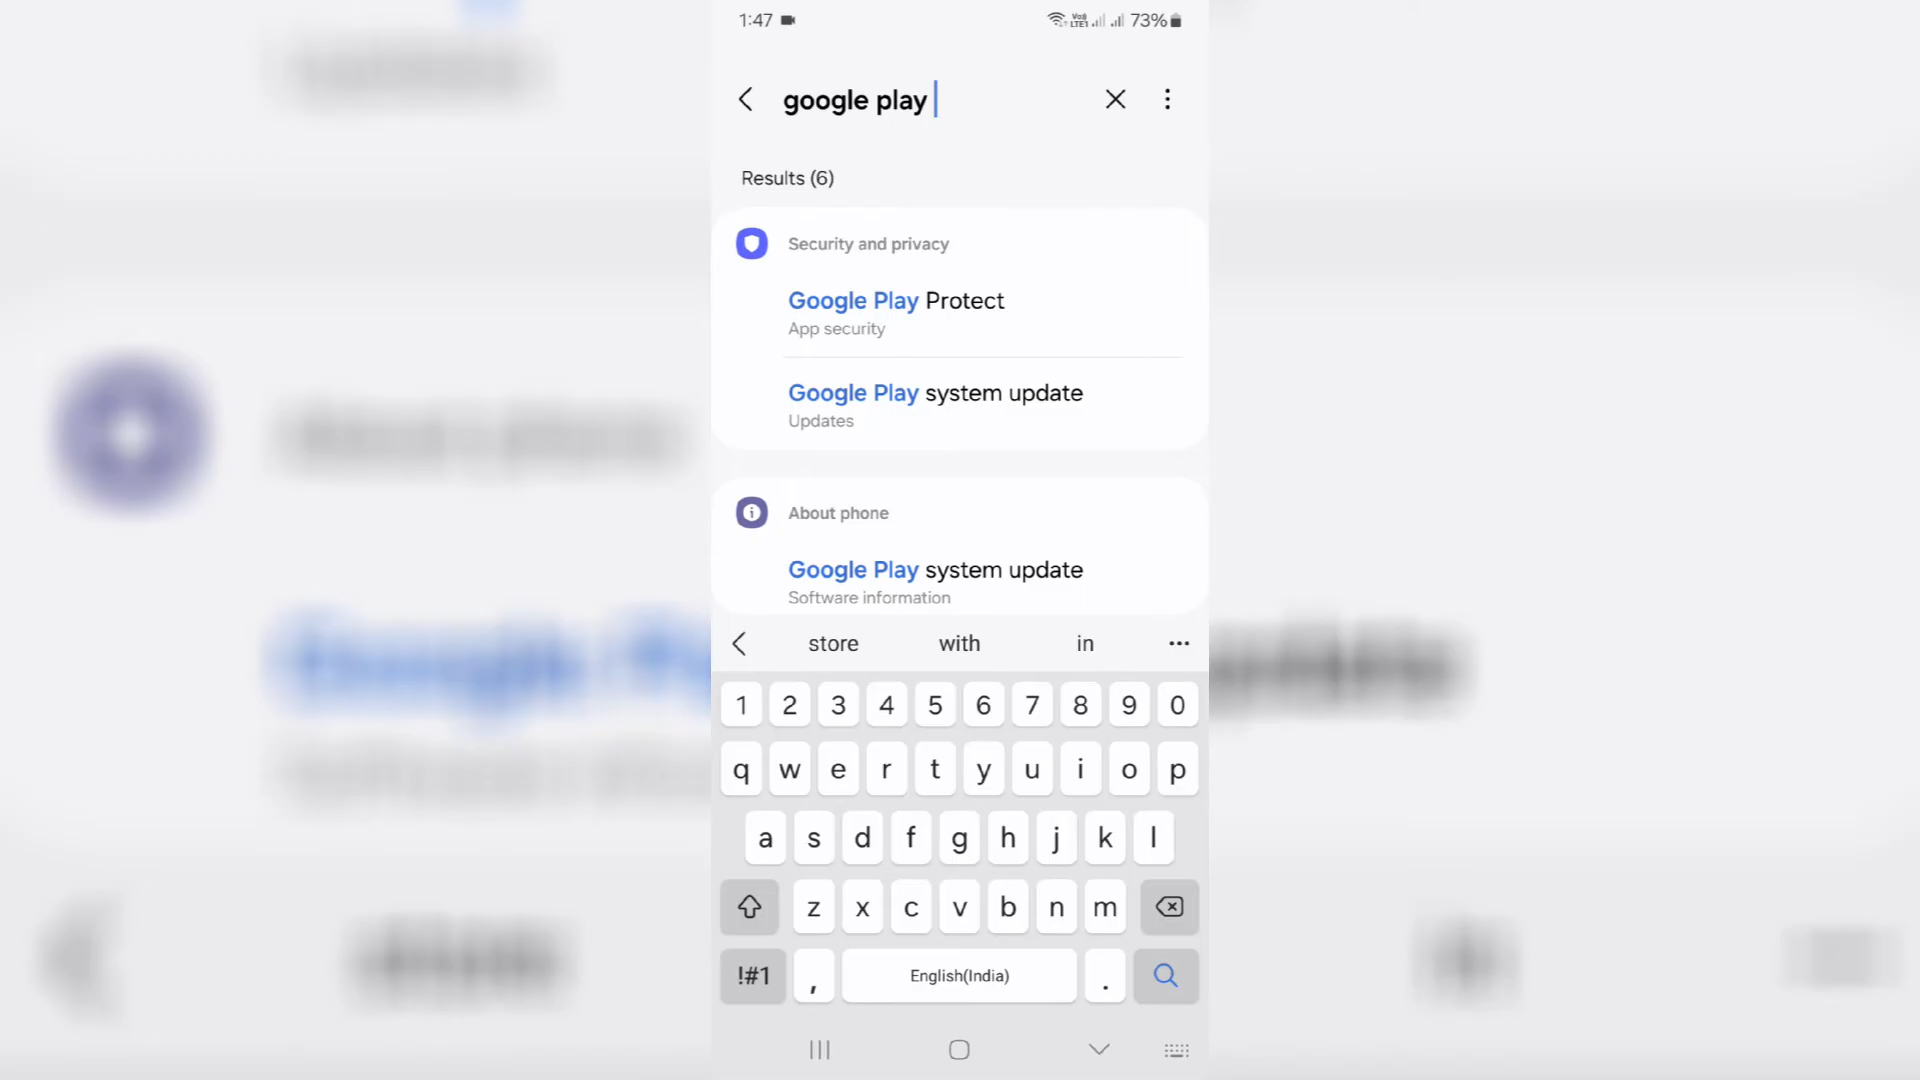 1:47
Vo)) LTE1 73%
google play
Results (6)
Security and privacy
Google Play Protect
App security
Google Play system update
Updates
About phone
Google Play system update
Software information
store with in
1 2 3 4 5 6 7 8 9 0
q w e r t y u i o p
a s d f g h j k l
z x c v b n m
!#1 , English(India) .